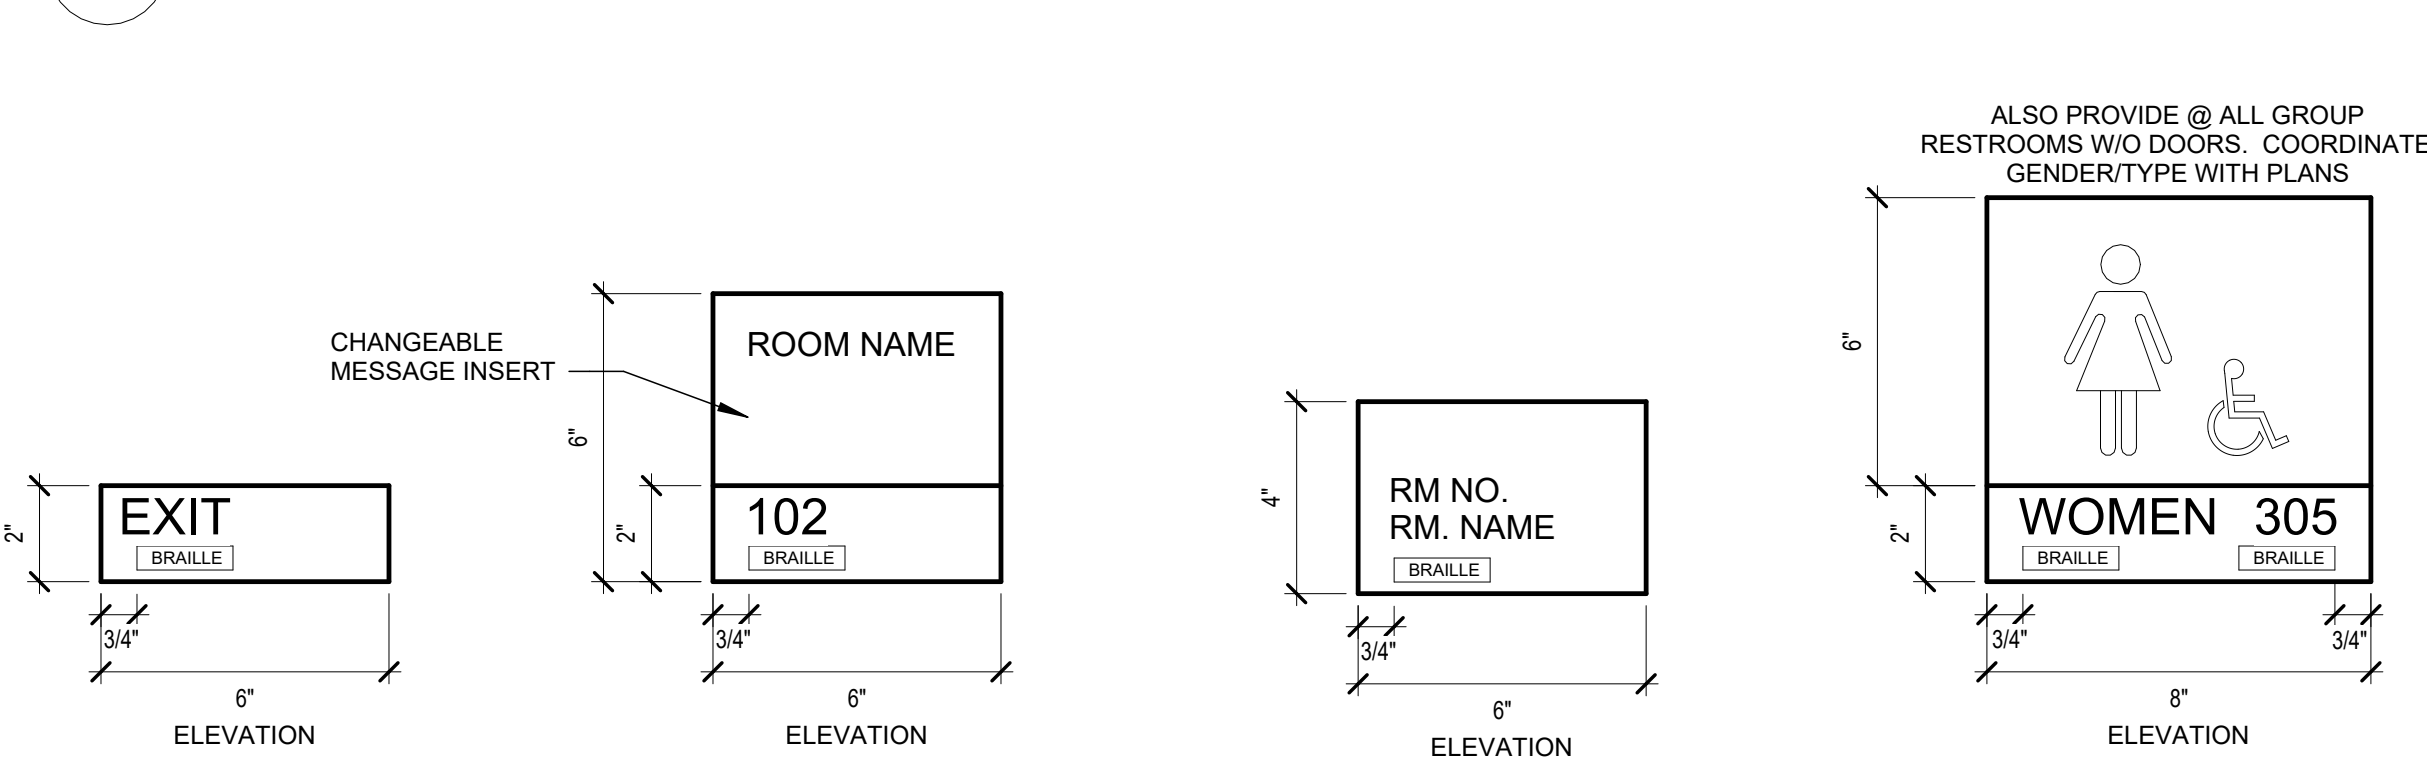 2"
EXIT
BRAILLE
3/4"
6"
ELEVATION
CHANGEABLE
MESSAGE INSERT
6"
2"
ROOM NAME
102
BRAILLE
3/4"
6"
ELEVATION
4"
RM NO.
RM. NAME
BRAILLE
3/4"
6"
ELEVATION
ALSO PROVIDE @ ALL GROUP
RESTROOMS W/O DOORS. COORDINATE
GENDER/TYPE WITH PLANS
6"
2"
WOMEN 305
BRAILLE BRAILLE
3/4" 3/4"
8"
ELEVATION